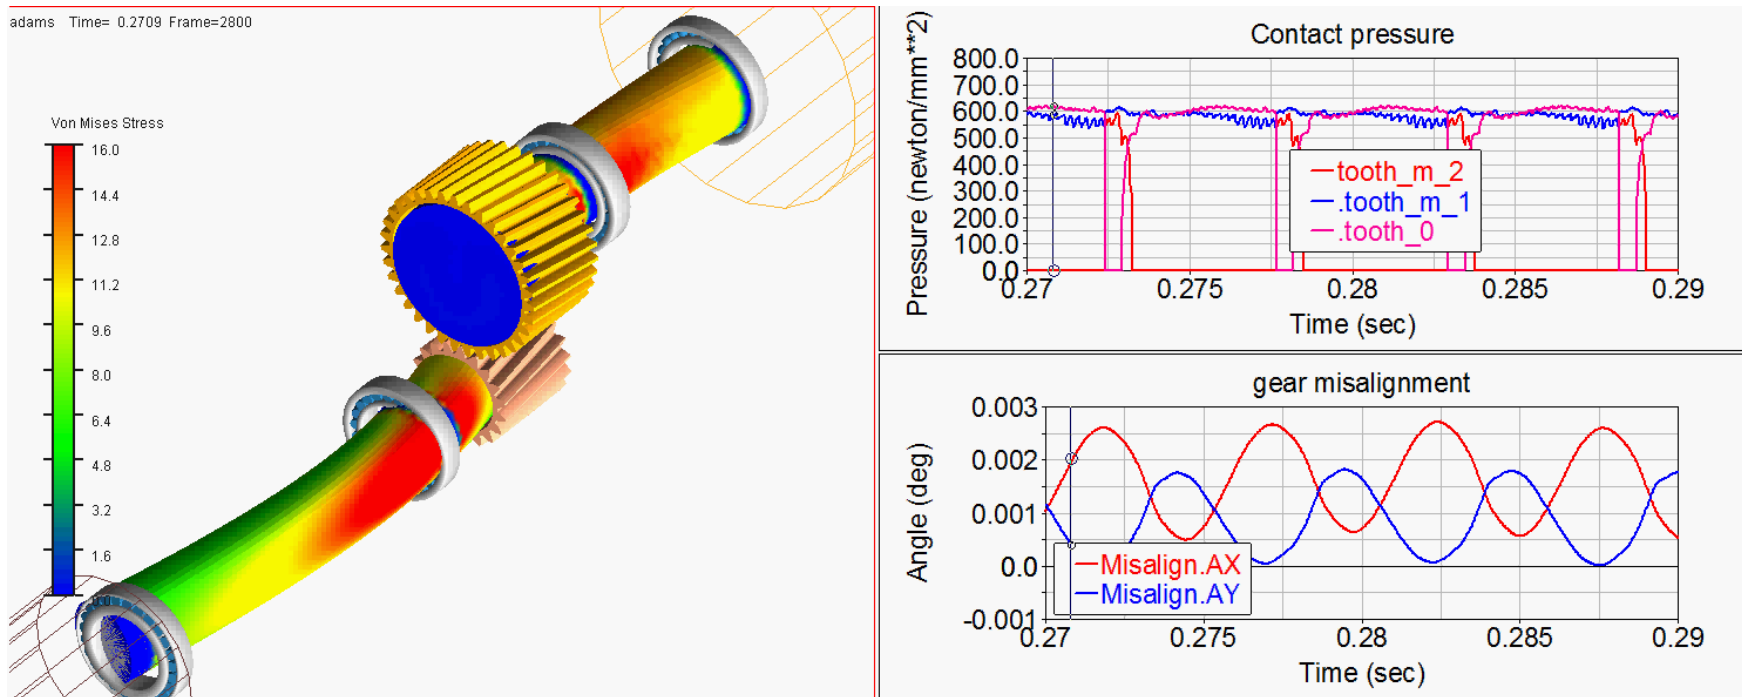 adams Time= 0.2709 Frame=2800
Von Mises Stress
16.0
14.4
12.8
11.2
9.6
8.0
6.4
4.8
3.2
1.6
Contact pressure
Pressure (newton/mm**2)
800.0
700.0
600.0
500.0
400.0
300.0
200.0
100.0
0.0
tooth_m_2
.tooth_m_1
.tooth_0
0.27 0.275 0.28 0.285 0.29
Time (sec)
gear misalignment
Angle (deg)
0.003
0.002
0.001
0.0
-0.001
Misalign.AX
Misalign.AY
0.27 0.275 0.28 0.285 0.29
Time (sec)